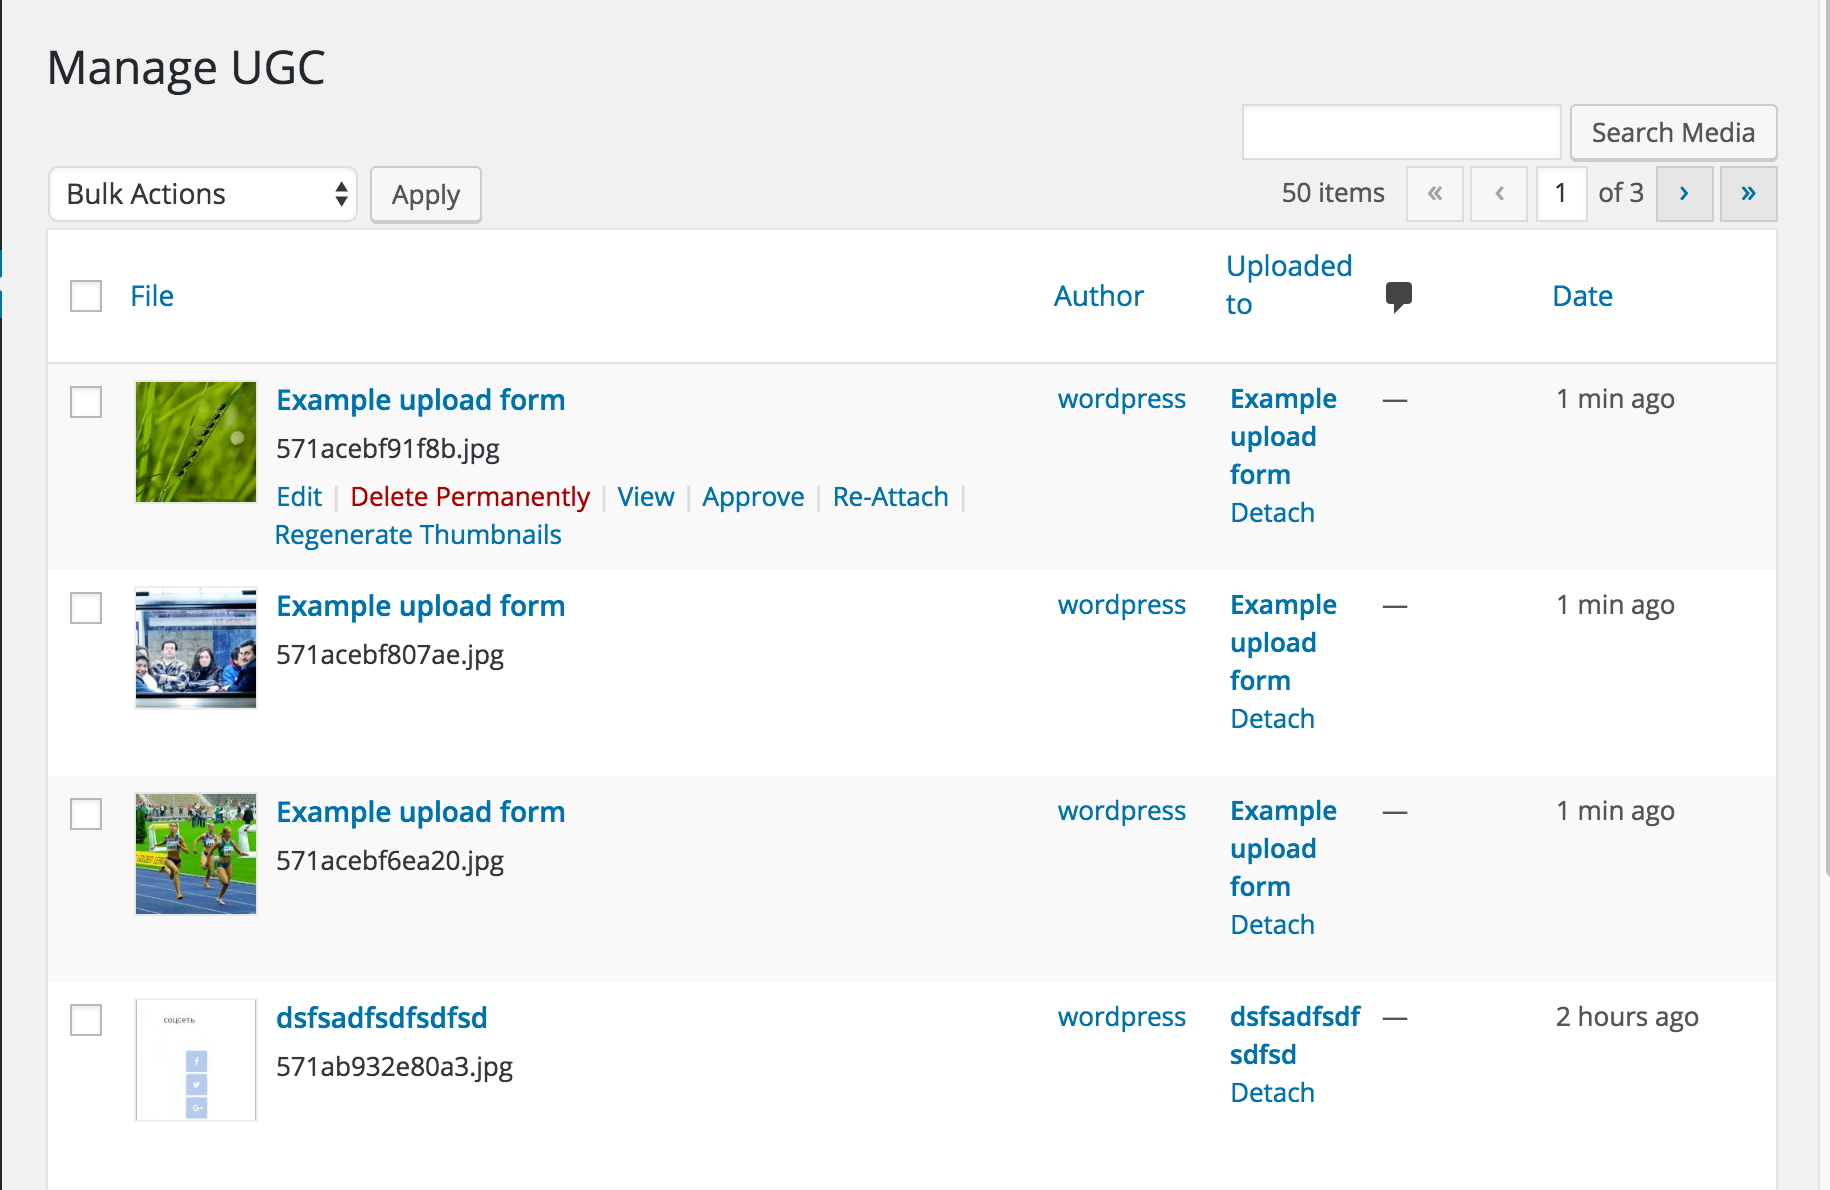 Manage UGC
Search Media
Bulk Actions
Apply
50 items « ‹ 1 of 3 › »
File
Author
Uploaded
to
Date
Example upload form
571acebf91f8b.jpg
Edit | Delete Permanently | View | Approve | Re-Attach |
Regenerate Thumbnails
wordpress
Example
upload
form
Detach
—
1 min ago
Example upload form
571acebf807ae.jpg
wordpress
Example
upload
form
Detach
—
1 min ago
Example upload form
571acebf6ea20.jpg
wordpress
Example
upload
form
Detach
—
1 min ago
соцсеть
dsfsadfsdfsdfsd
571ab932e80a3.jpg
wordpress
dsfsadfsdf
sdfsd
Detach
—
2 hours ago